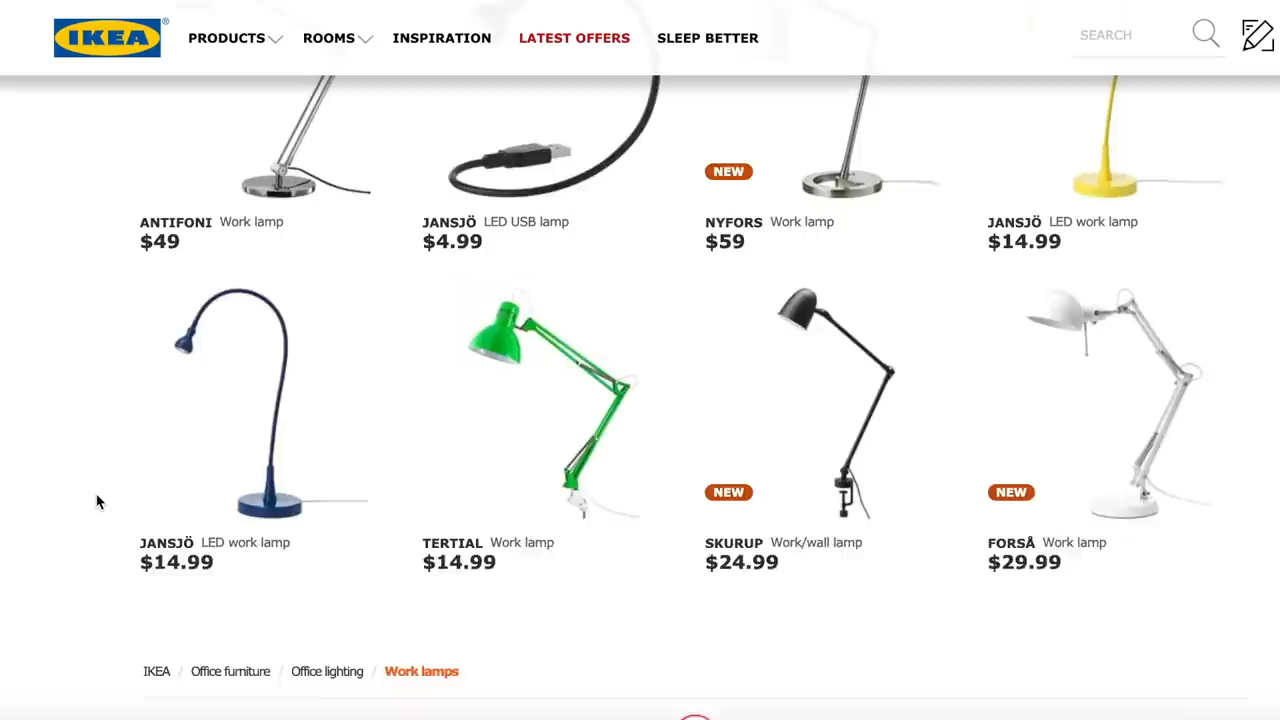 IKEA ®
PRODUCTS ROOMS INSPIRATION LATEST OFFERS SLEEP BETTER SEARCH
NEW
ANTIFONI Work lamp
$49
JANSJÖ LED USB lamp
$4.99
NYFORS Work lamp
$59
JANSJÖ LED work lamp
$14.99
NEW
NEW
JANSJÖ LED work lamp
$14.99
TERTIAL Work lamp
$14.99
SKURUP Work/wall lamp
$24.99
FORSÅ Work lamp
$29.99
IKEA / Office furniture / Office lighting / Work lamps